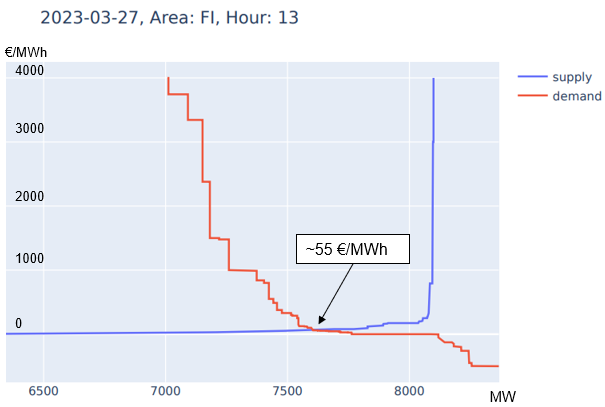 2023-03-27, Area: FI, Hour: 13
€/MWh
4000
3000
2000
1000
0
supply
demand
~55 €/MWh
6500 7000 7500 8000 MW